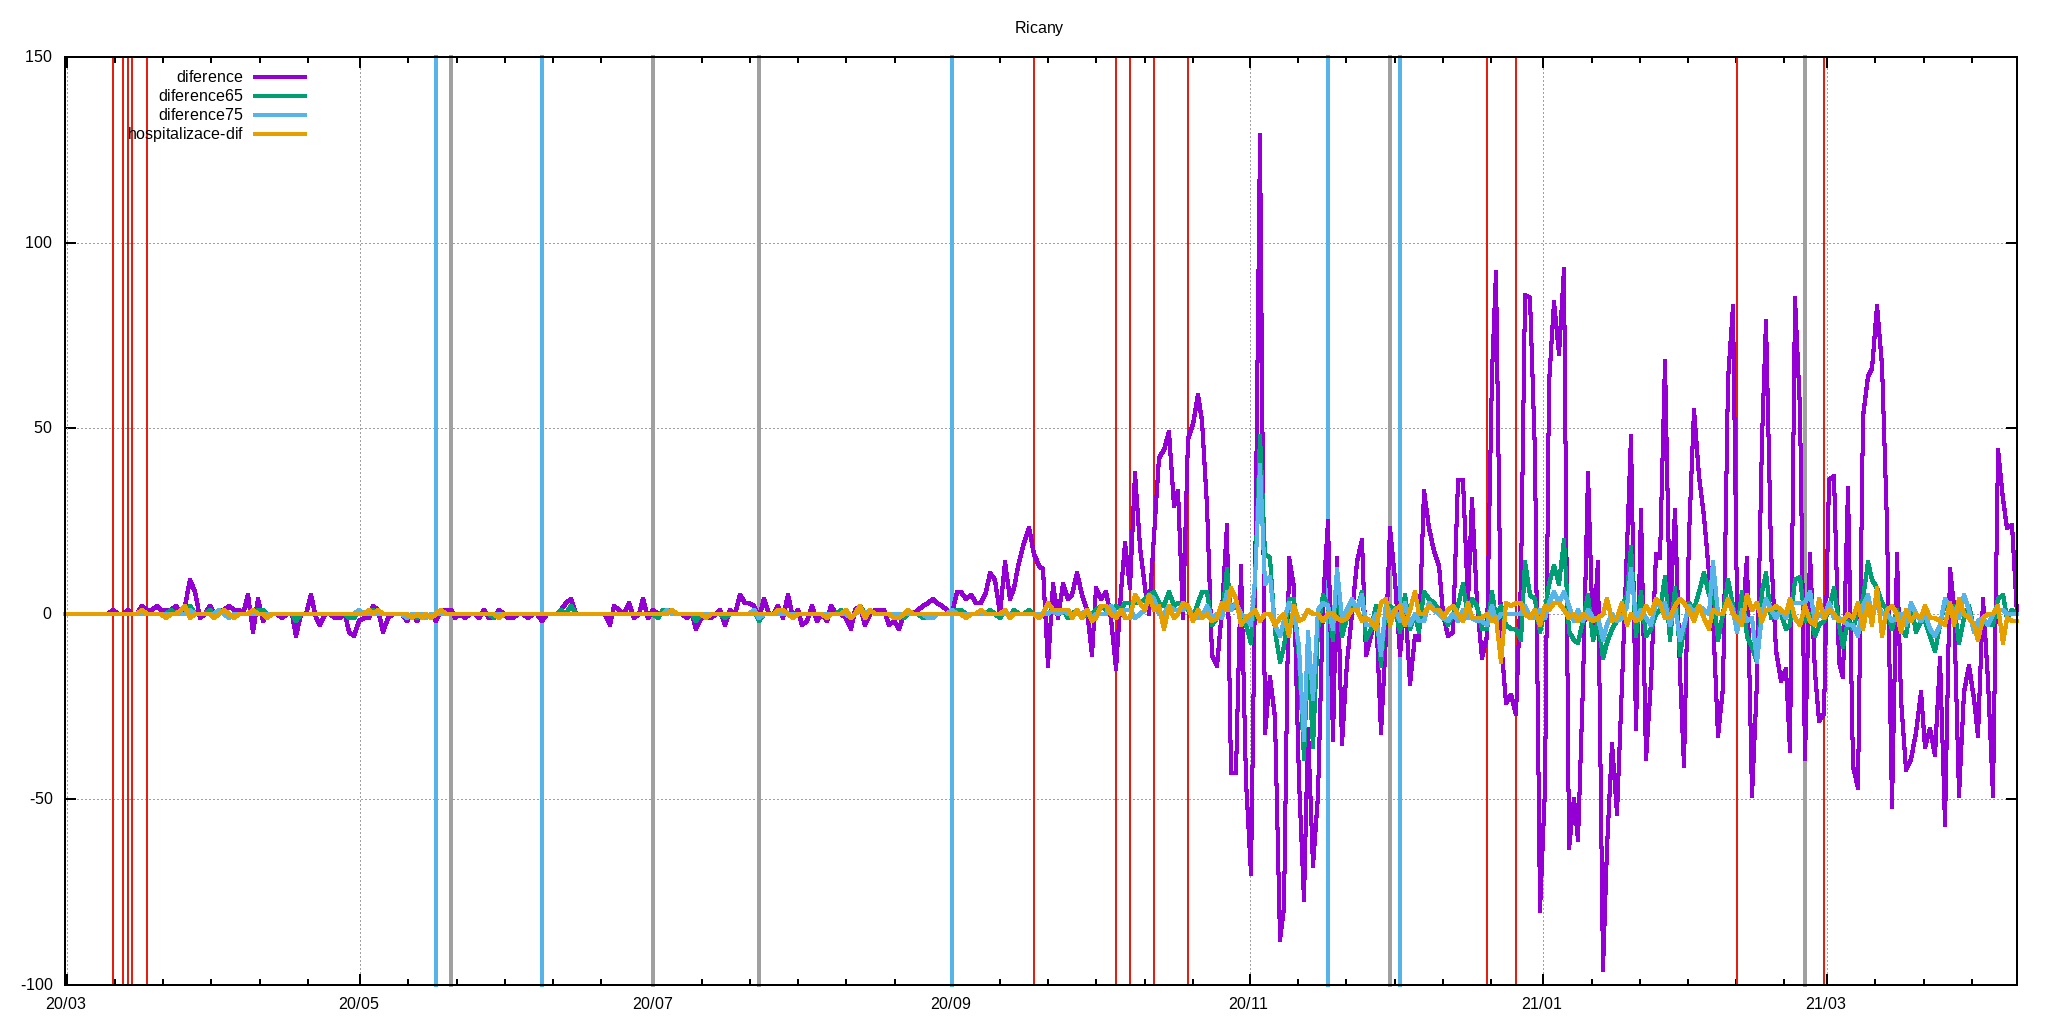 Ricany
150
diference
diference65
diference75
hospitalizace-dif
100
50
0
-50
-100
20/03 20/05 20/07 20/09 20/11 21/01 21/03